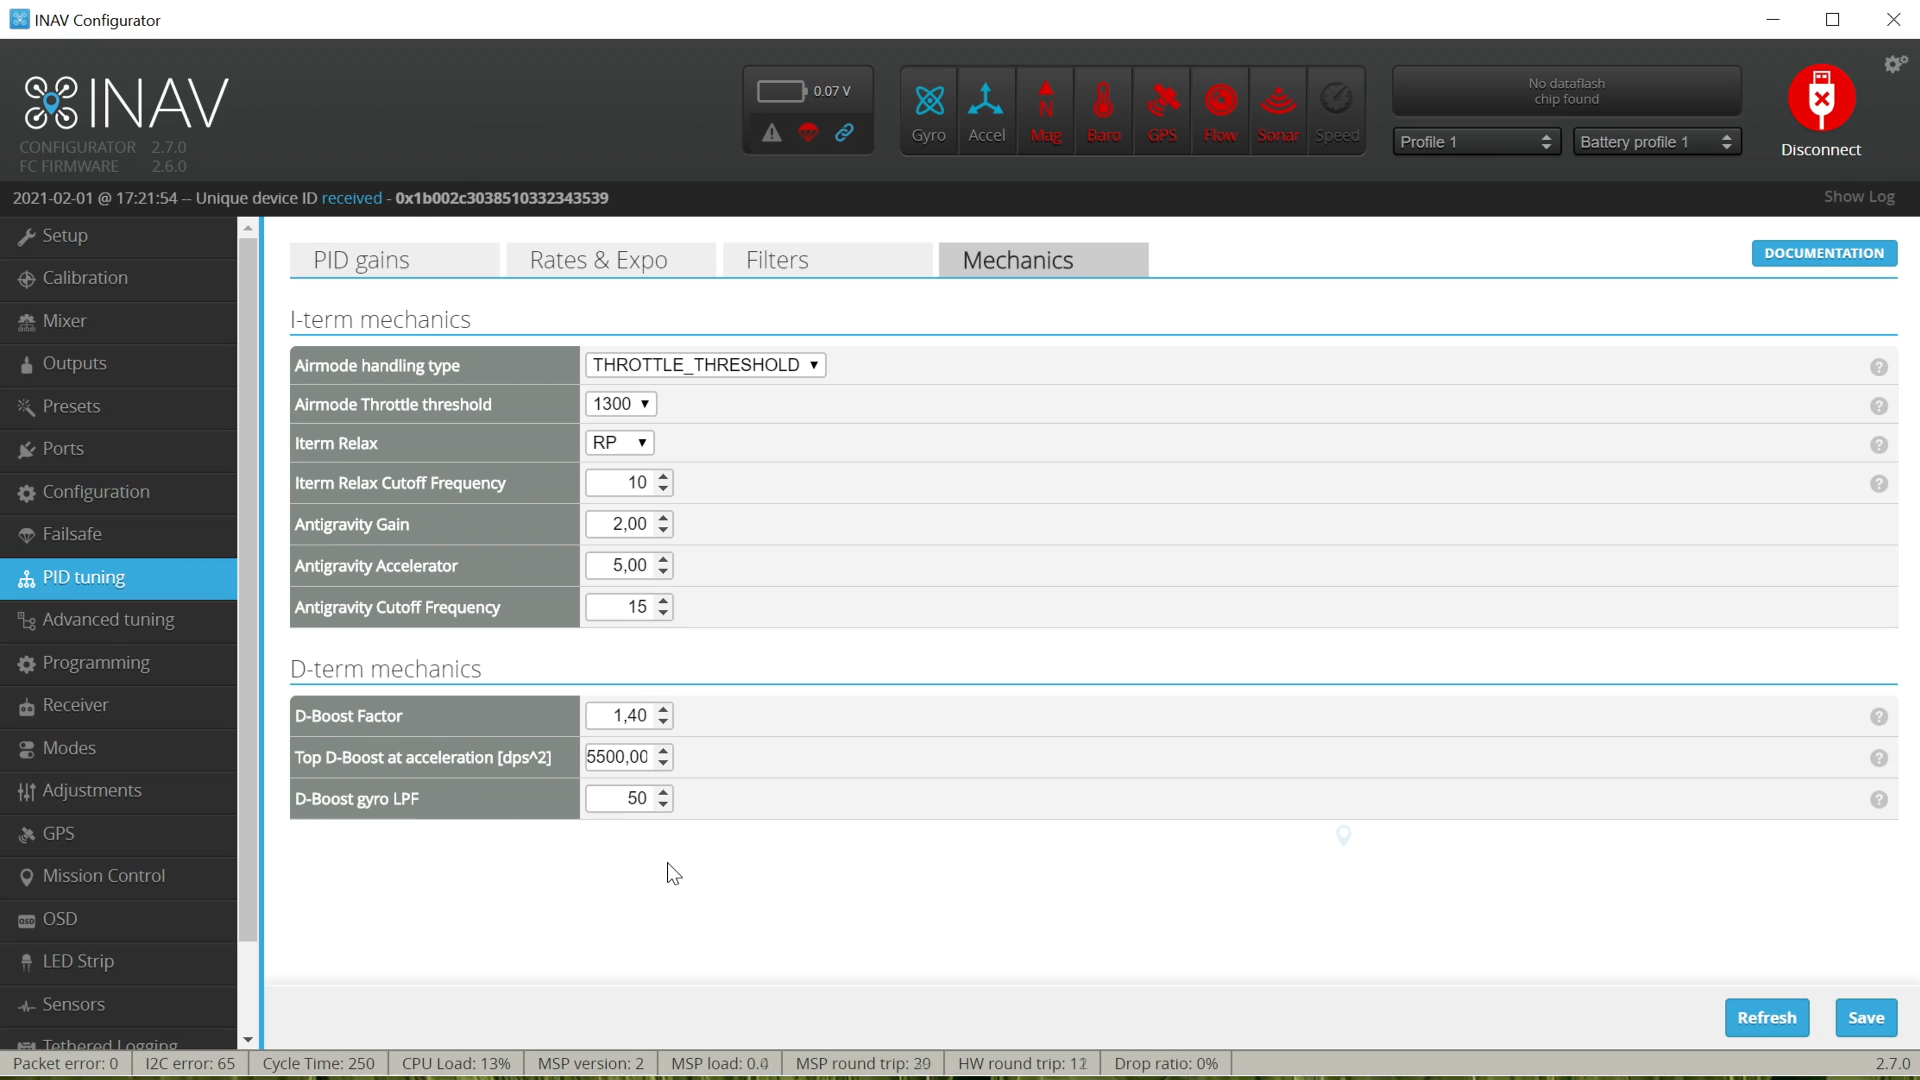 INAV Configurator
INAV
CONFIGURATOR 2.7.0
FC FIRMWARE 2.6.0
0.07 V
Gyro
Accel
Mag
Baro
GPS
Flow
Sonar
Speed
No dataflash
chip found
Profile 1
Battery profile 1
Disconnect
2021-02-01 @ 17:21:54 -- Unique device ID received - 0x1b002c3038510332343539
Show Log
Setup
Calibration
Mixer
Outputs
Presets
Ports
Configuration
Failsafe
PID tuning
Advanced tuning
Programming
Receiver
Modes
Adjustments
GPS
Mission Control
OSD
LED Strip
Sensors
Tethered Logging
PID gains
Rates & Expo
Filters
Mechanics
DOCUMENTATION
I-term mechanics
Airmode handling type THROTTLE_THRESHOLD
Airmode Throttle threshold 1300
Iterm Relax RP
Iterm Relax Cutoff Frequency 10
Antigravity Gain 2,00
Antigravity Accelerator 5,00
Antigravity Cutoff Frequency 15
D-term mechanics
D-Boost Factor 1,40
Top D-Boost at acceleration [dps^2] 5500,00
D-Boost gyro LPF 50
Refresh
Save
Packet error: 0
I2C error: 65
Cycle Time: 250
CPU Load: 13%
MSP version: 2
MSP load: 0.
MSP round trip:
HW round trip:
Drop ratio: 0%
2.7.0